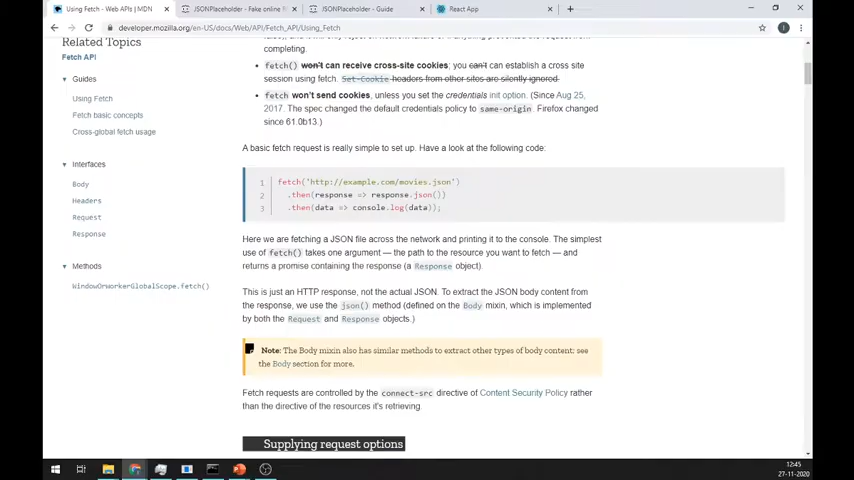 Using Fetch - Web APIs | MDN
JSONPlaceholder - Fake online R
JSONPlaceholder - Guide
React App
developer.mozilla.org/en-US/docs/Web/API/Fetch_API/Using_Fetch
Related Topics
Fetch API
Guides
Using Fetch
Fetch basic concepts
Cross-global fetch usage
Interfaces
Body
Headers
Request
Response
Methods
WindowOrWorkerGlobalScope.fetch()
completing.
fetch() won't can receive cross-site cookies; you can't can establish a cross site
session using fetch. Set-Cookie headers from other sites are silently ignored.
fetch won't send cookies, unless you set the credentials init option. (Since Aug 25,
2017. The spec changed the default credentials policy to same-origin. Firefox changed
since 61.0b13.)
A basic fetch request is really simple to set up. Have a look at the following code:
1 fetch('http://example.com/movies.json')
2 .then(response => response.json())
3 .then(data => console.log(data));
Here we are fetching a JSON file across the network and printing it to the console. The simplest
use of fetch() takes one argument — the path to the resource you want to fetch — and
returns a promise containing the response (a Response object).
This is just an HTTP response, not the actual JSON. To extract the JSON body content from
the response, we use the json() method (defined on the Body mixin, which is implemented
by both the Request and Response objects.)
Note: The Body mixin also has similar methods to extract other types of body content; see
the Body section for more.
Fetch requests are controlled by the connect-src directive of Content Security Policy rather
than the directive of the resources it's retrieving.
Supplying request options
12:45
27-11-2020